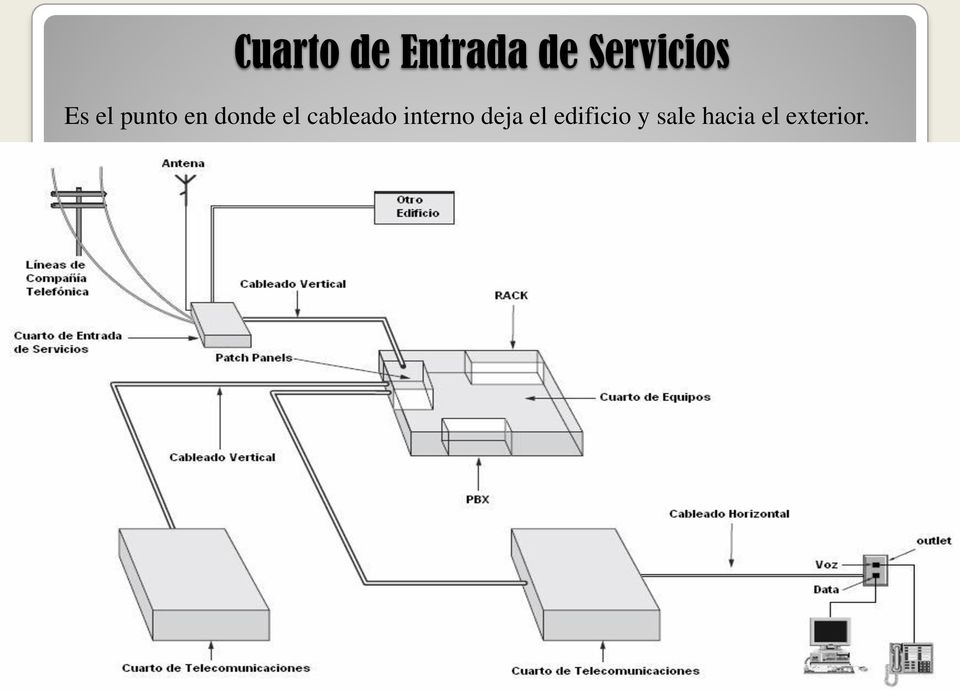 Cuarto de Entrada de Servicios
Es el punto en donde el cableado interno deja el edificio y sale hacia el exterior.
Antena
Otro
Edificio
Líneas de
Compañía
Telefónica
Cableado Vertical
RACK
Cuarto de Entrada
de Servicios
Patch Panels
Cuarto de Equipos
Cableado Vertical
PBX
Cableado Horizontal
outlet
Voz
Data
Cuarto de Telecomunicaciones
Cuarto de Telecomunicaciones